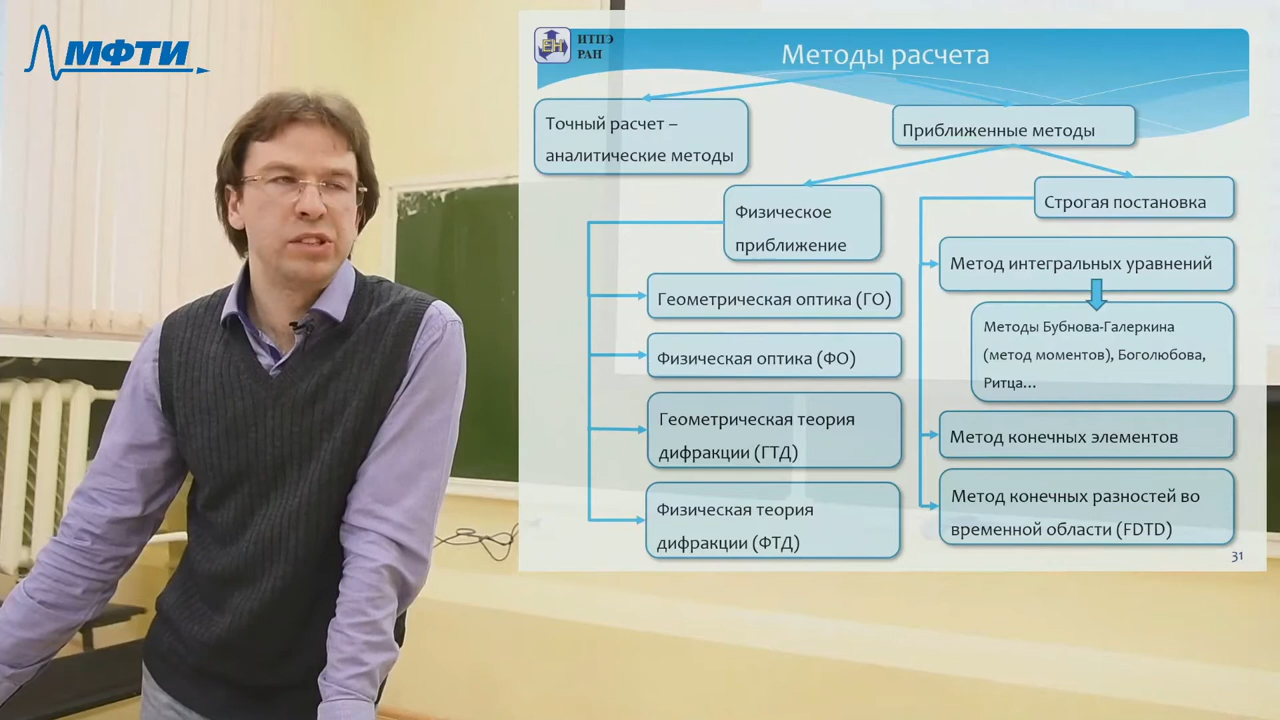 МФТИ
ИТПЭ
РАН
ЕН
Методы расчета
Точный расчет –
аналитические методы
Приближенные методы
Физическое
приближение
Строгая постановка
Геометрическая оптика (ГО)
Физическая оптика (ФО)
Геометрическая теория
дифракции (ГТД)
Физическая теория
дифракции (ФТД)
Метод интегральных уравнений
Методы Бубнова-Галеркина
(метод моментов), Боголюбова,
Ритца...
Метод конечных элементов
Метод конечных разностей во
временной области (FDTD)
31